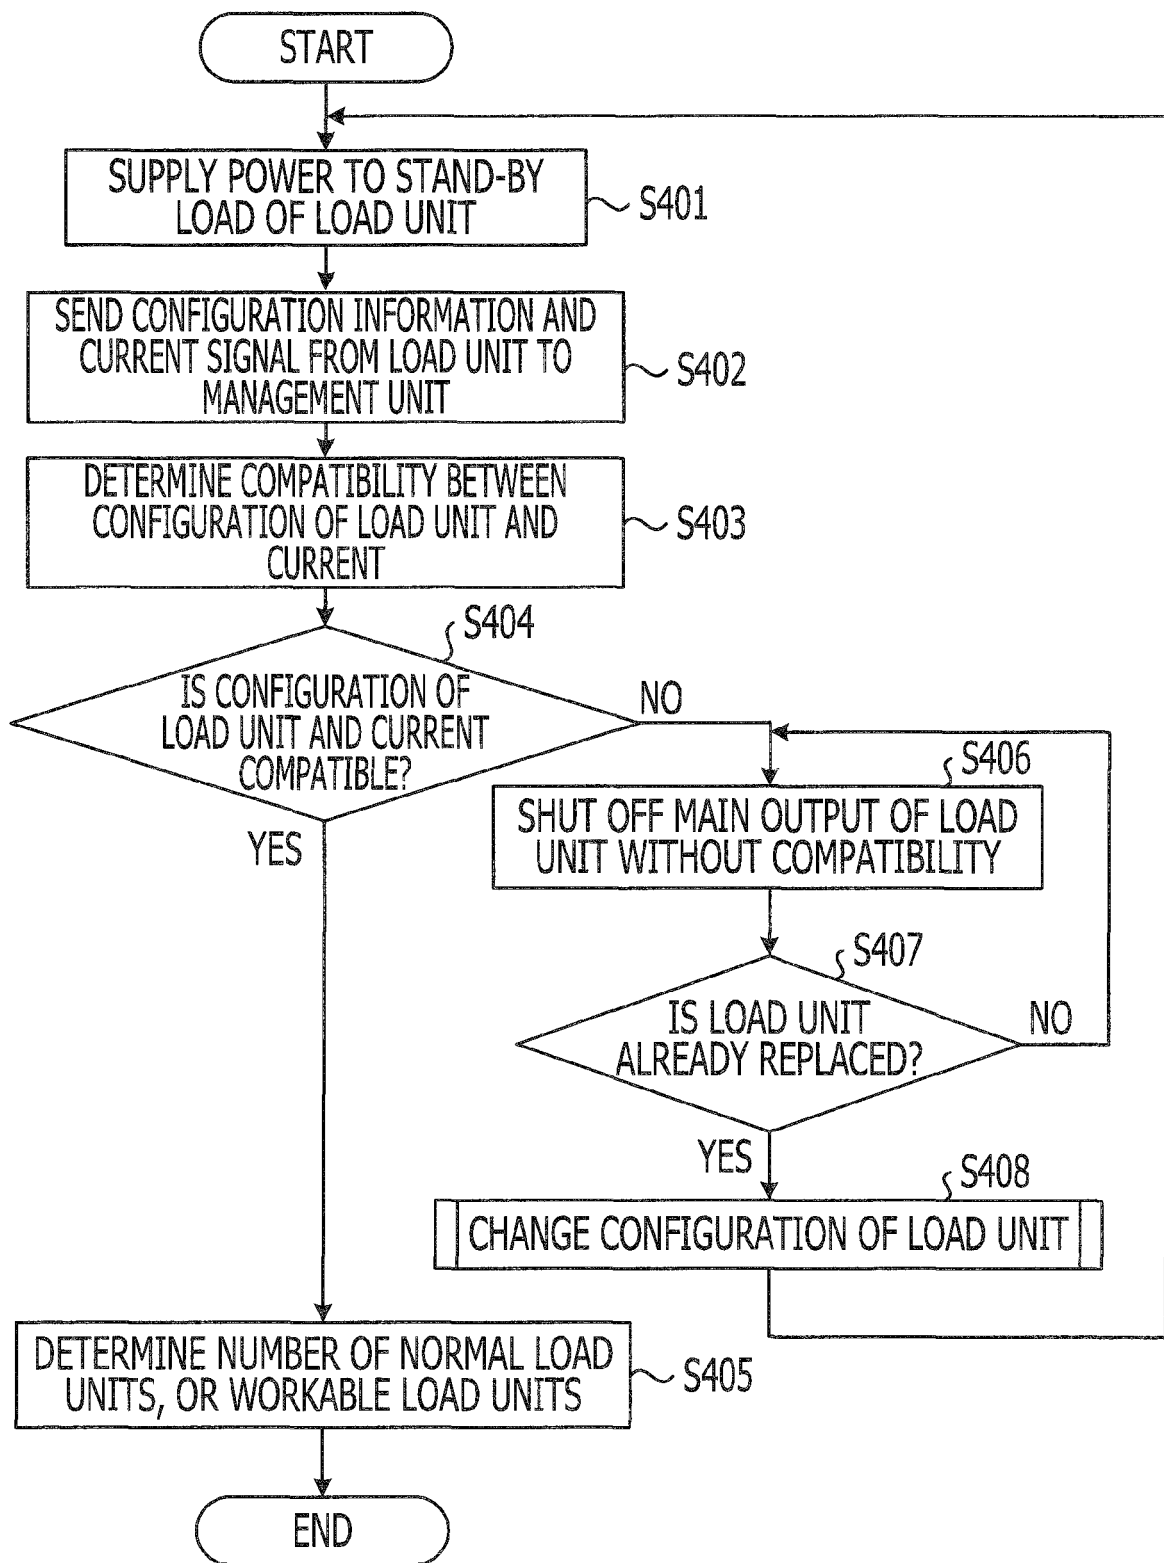 START
SUPPLY POWER TO STAND-BY
LOAD OF LOAD UNIT
S401
SEND CONFIGURATION INFORMATION AND
CURRENT SIGNAL FROM LOAD UNIT TO
MANAGEMENT UNIT
S402
DETERMINE COMPATIBILITY BETWEEN
CONFIGURATION OF LOAD UNIT AND
CURRENT
S403
S404
IS CONFIGURATION OF
LOAD UNIT AND CURRENT
COMPATIBLE?
NO
YES
S406
SHUT OFF MAIN OUTPUT OF LOAD
UNIT WITHOUT COMPATIBILITY
S407
IS LOAD UNIT
ALREADY REPLACED?
NO
YES
S408
CHANGE CONFIGURATION OF LOAD UNIT
DETERMINE NUMBER OF NORMAL LOAD
UNITS, OR WORKABLE LOAD UNITS
S405
END